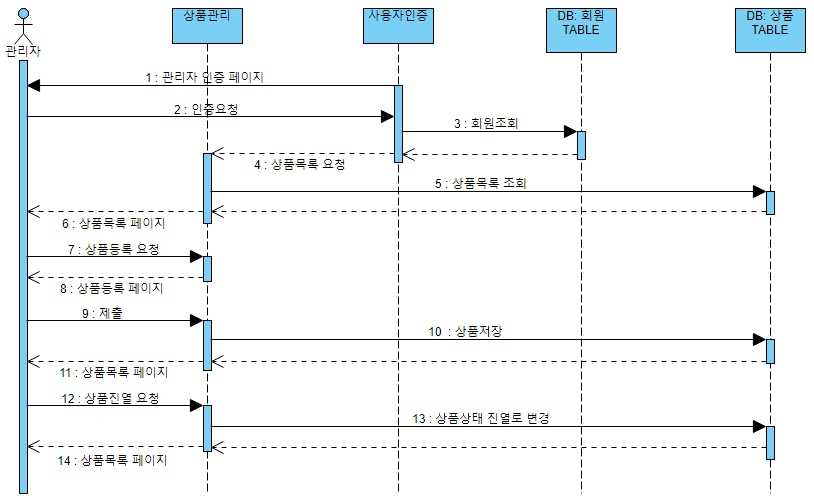 관리자
상품관리
사용자인증
DB: 회원
TABLE
DB: 상품
TABLE
1 : 관리자 인증 페이지
2 : 인증요청
3 : 회원조회
4 : 상품목록 요청
5 : 상품목록 조회
6 : 상품목록 페이지
7 : 상품등록 요청
8 : 상품등록 페이지
9 : 제출
10 : 상품저장
11 : 상품목록 페이지
12 : 상품진열 요청
13 : 상품상태 진열로 변경
14 : 상품목록 페이지